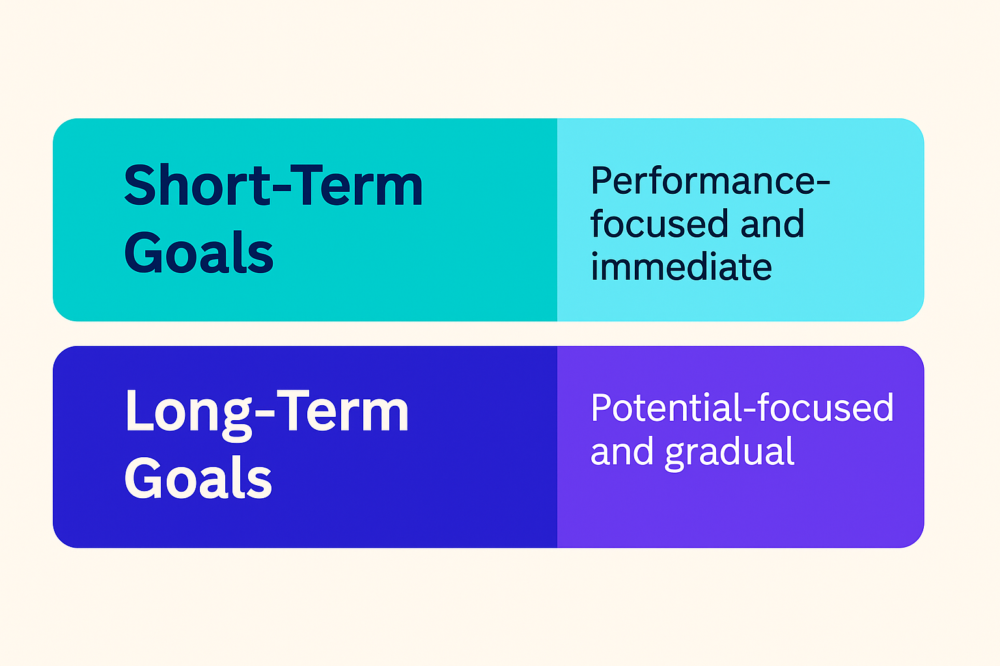 Short-Term
Goals
Performance-
focused and
immediate
Long-Term
Goals
Potential-focused
and gradual